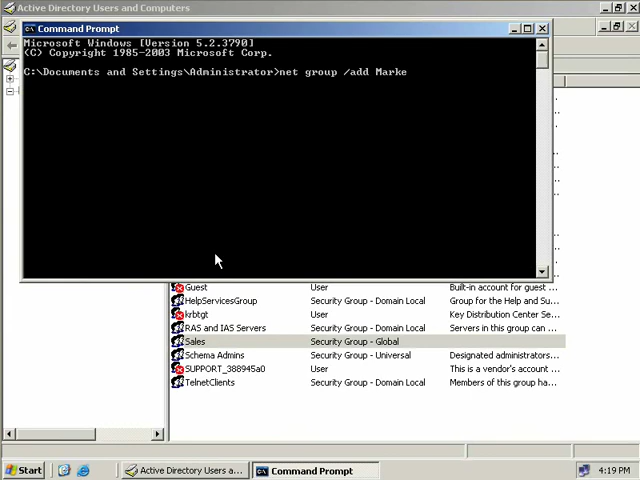 Active Directory Users and Computers
Command Prompt
Microsoft Windows [Version 5.2.3790]
(C) Copyright 1985-2003 Microsoft Corp.
C:\Documents and Settings\Administrator>net group /add Marke
Guest User Built-in account for guest ...
HelpServicesGroup Security Group - Domain Local Group for the Help and Su...
krbtgt User Key Distribution Center Se...
RAS and IAS Servers Security Group - Domain Local Servers in this group can ...
Sales Security Group - Global
Schema Admins Security Group - Universal Designated administrators...
SUPPORT_388945a0 User This is a vendor's account ...
TelnetClients Security Group - Domain Local Members of this group ha...
Start Active Directory Users a... Command Prompt 4:19 PM